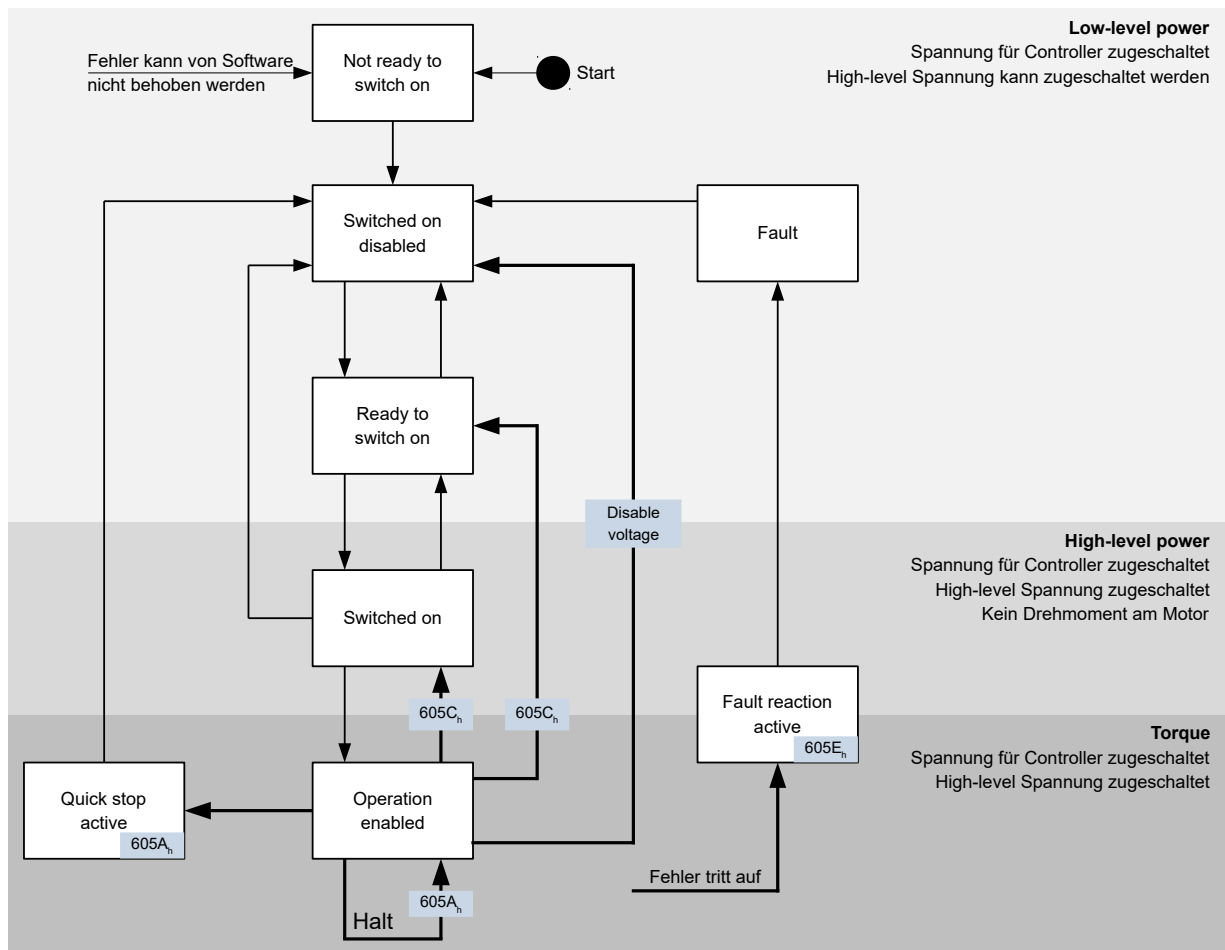 Low-level power
Spannung für Controller zugeschaltet
High-level Spannung kann zugeschaltet werden
Fehler kann von Software
nicht behoben werden
Not ready to
switch on
Start
Switched on
disabled
Fault
Ready to
switch on
Disable
voltage
High-level power
Spannung für Controller zugeschaltet
High-level Spannung zugeschaltet
Kein Drehmoment am Motor
Switched on
605Ch
605Ch
Fault reaction
active
605Eh
Torque
Spannung für Controller zugeschaltet
High-level Spannung zugeschaltet
Quick stop
active
605Ah
Operation
enabled
Fehler tritt auf
605Ah
Halt